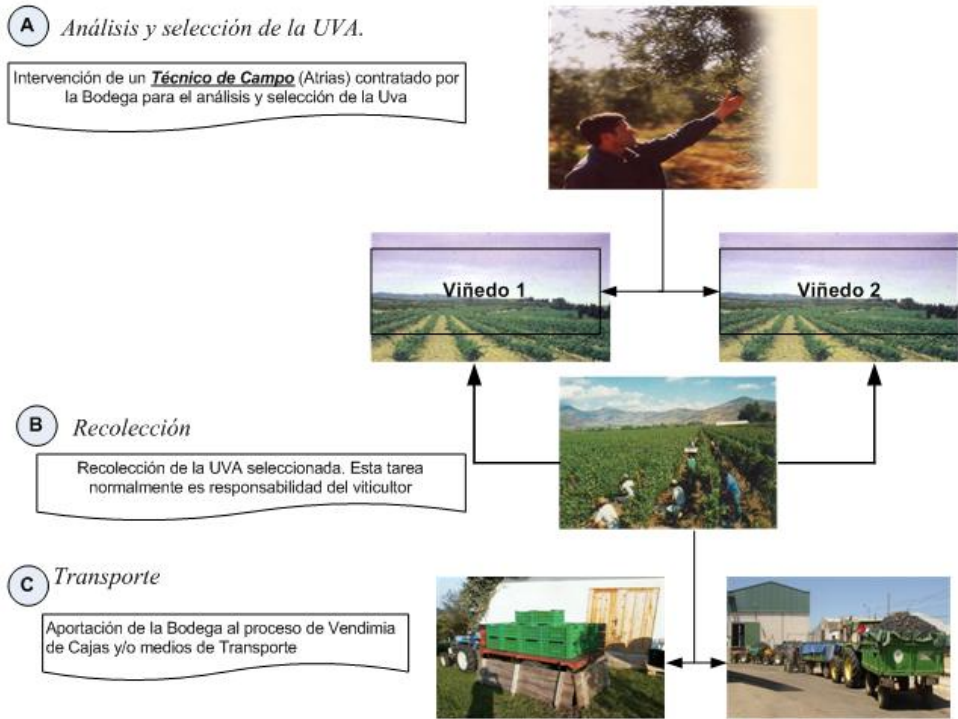 A
Análisis y selección de la UVA.
Intervención de un Técnico de Campo (Atrias) contratado por
la Bodega para el análisis y selección de la Uva
Viñedo 1
Viñedo 2
B
Recolección
Recolección de la UVA seleccionada. Esta tarea
normalmente es responsabilidad del viticultor
C
Transporte
Aportación de la Bodega al proceso de Vendimia
de Cajas y/o medios de Transporte